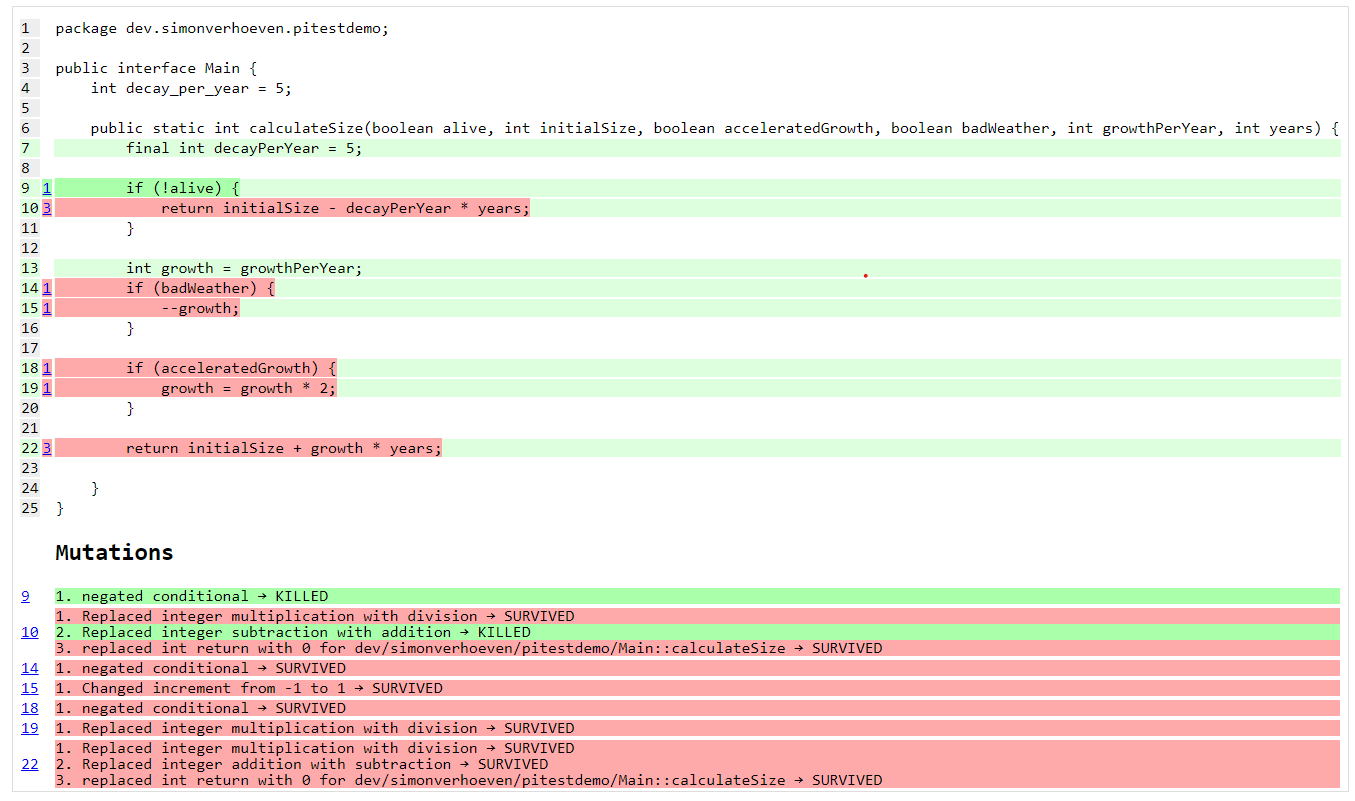 1 package dev.simonverhoeven.pitestdemo;
2
3 public interface Main {
4 int decay_per_year = 5;
5
6 public static int calculateSize(boolean alive, int initialSize, boolean acceleratedGrowth, boolean badWeather, int growthPerYear, int years) {
7 final int decayPerYear = 5;
8
9 1 if (!alive) {
10 3 return initialSize - decayPerYear * years;
11 }
12
13 int growth = growthPerYear;
14 1 if (badWeather) {
15 1 --growth;
16 }
17
18 1 if (acceleratedGrowth) {
19 1 growth = growth * 2;
20 }
21
22 3 return initialSize + growth * years;
23
24 }
25 }
Mutations
9 1. negated conditional → KILLED
1. Replaced integer multiplication with division → SURVIVED
10 2. Replaced integer subtraction with addition → KILLED
3. replaced int return with 0 for dev/simonverhoeven/pitestdemo/Main::calculateSize → SURVIVED
14 1. negated conditional → SURVIVED
15 1. Changed increment from -1 to 1 → SURVIVED
18 1. negated conditional → SURVIVED
19 1. Replaced integer multiplication with division → SURVIVED
1. Replaced integer multiplication with division → SURVIVED
22 2. Replaced integer addition with subtraction → SURVIVED
3. replaced int return with 0 for dev/simonverhoeven/pitestdemo/Main::calculateSize → SURVIVED